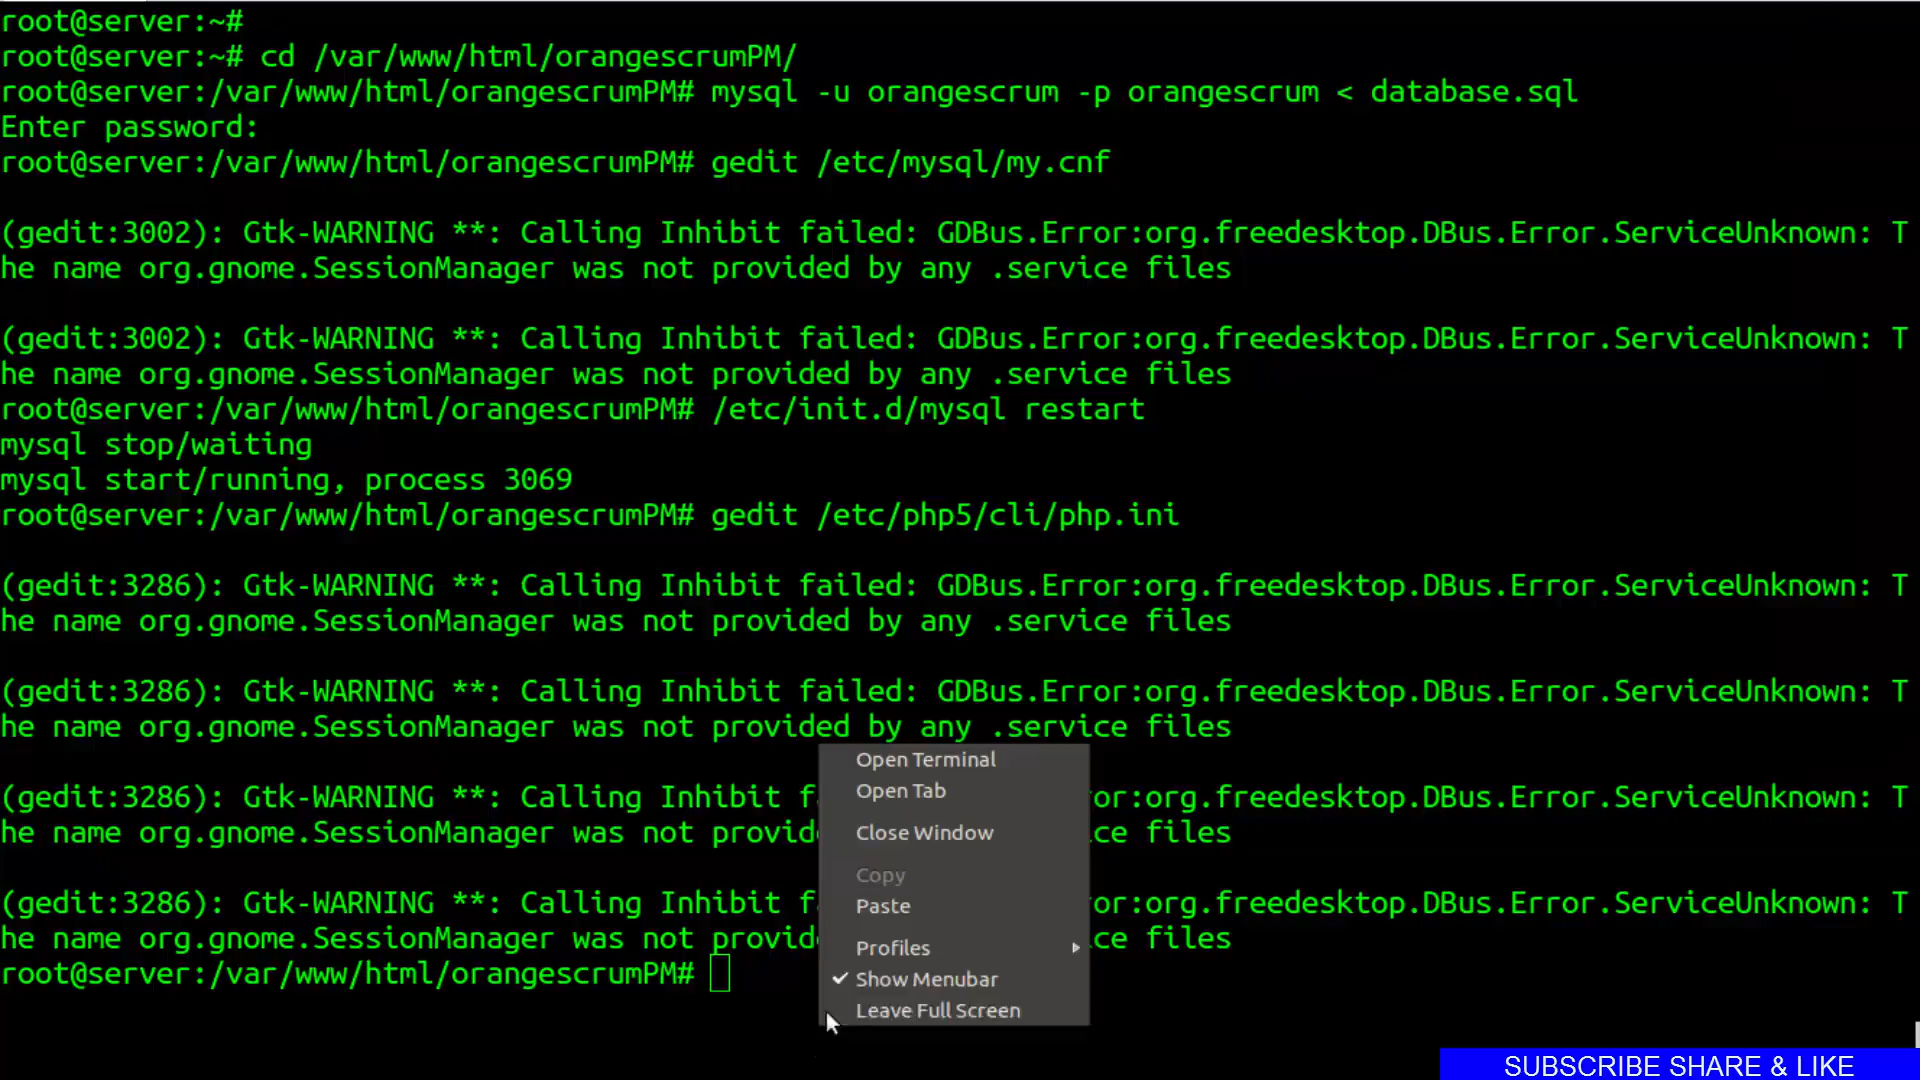 root@server:~#
root@server:~# cd /var/www/html/orangescrumPM/
root@server:/var/www/html/orangescrumPM# mysql -u orangescrum -p orangescrum < database.sql
Enter password:
root@server:/var/www/html/orangescrumPM# gedit /etc/mysql/my.cnf
(gedit:3002): Gtk-WARNING **: Calling Inhibit failed: GDBus.Error:org.freedesktop.DBus.Error.ServiceUnknown: T
he name org.gnome.SessionManager was not provided by any .service files
(gedit:3002): Gtk-WARNING **: Calling Inhibit failed: GDBus.Error:org.freedesktop.DBus.Error.ServiceUnknown: T
he name org.gnome.SessionManager was not provided by any .service files
root@server:/var/www/html/orangescrumPM# /etc/init.d/mysql restart
mysql stop/waiting
mysql start/running, process 3069
root@server:/var/www/html/orangescrumPM# gedit /etc/php5/cli/php.ini
(gedit:3286): Gtk-WARNING **: Calling Inhibit failed: GDBus.Error:org.freedesktop.DBus.Error.ServiceUnknown: T
he name org.gnome.SessionManager was not provided by any .service files
(gedit:3286): Gtk-WARNING **: Calling Inhibit failed: GDBus.Error:org.freedesktop.DBus.Error.ServiceUnknown: T
he name org.gnome.SessionManager was not provided by any .service files
(gedit:3286): Gtk-WARNING **: Calling Inhibit f or:org.freedesktop.DBus.Error.ServiceUnknown: T
he name org.gnome.SessionManager was not provid ce files
(gedit:3286): Gtk-WARNING **: Calling Inhibit f or:org.freedesktop.DBus.Error.ServiceUnknown: T
he name org.gnome.SessionManager was not provid ce files
root@server:/var/www/html/orangescrumPM#
Open Terminal
Open Tab
Close Window
Copy
Paste
Profiles
Show Menubar
Leave Full Screen
SUBSCRIBE SHARE & LIKE